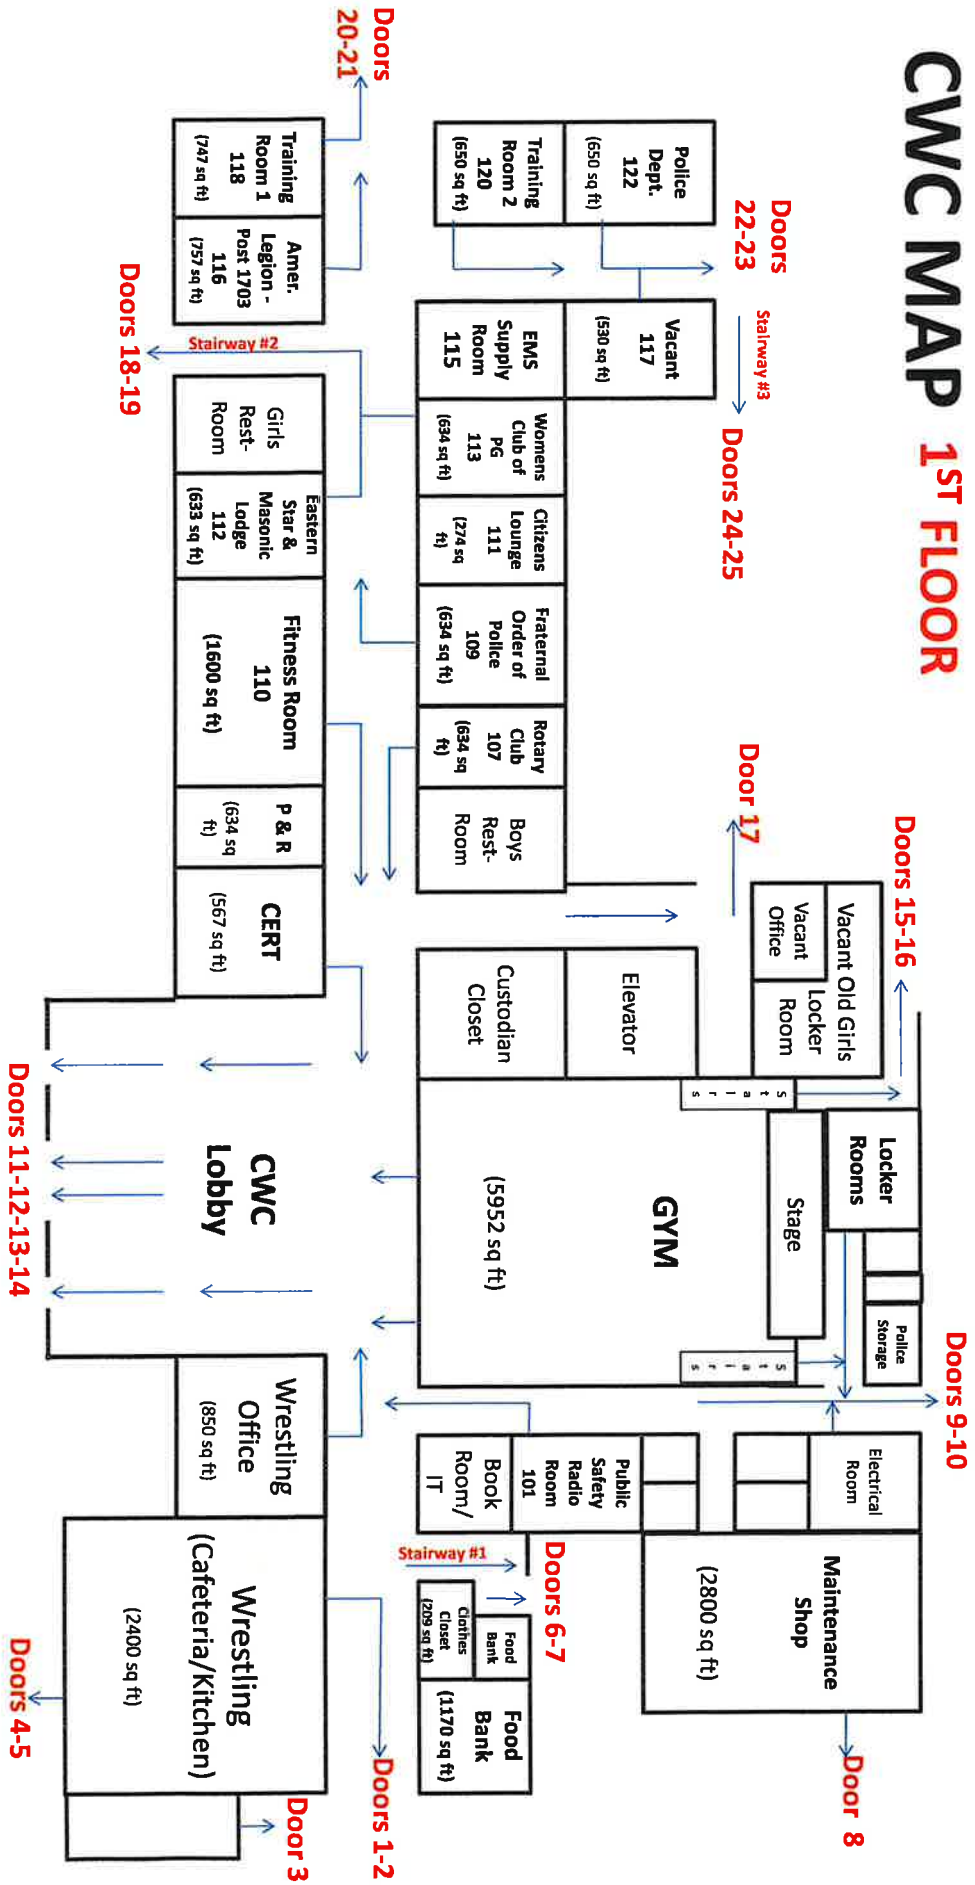 CWC MAP 1ST FLOOR
Doors
20-21
Doors
22-23
Stairway #3
Doors 24-25
Police
Dept.
122
(650 sq ft)
Training
Room 2
120
(650 sq ft)
Training
Room 1
118
(747 sq ft)
Amer.
Legion -
Post 1703
116
(757 sq ft)
Vacant
117
(530 sq ft)
EMS
Supply
Room
115
Stairway #2
Doors 18-19
Womens
Club of
PG
113
(634 sq ft)
Citizens
Lounge
111
(274 sq
ft)
Fraternal
Order of
Police
109
(634 sq ft)
Rotary
Club
107
(634 sq
ft)
Boys
Rest-
Room
Girls
Rest-
Room
Eastern
Star &
Masonic
Lodge
112
(633 sq ft)
Fitness Room
110
(1600 sq ft)
P & R
(634 sq
ft)
CERT
(567 sq ft)
Door 17
Doors 15-16
Vacant Old Girls
Locker
Room
Vacant
Office
Elevator
Custodian
Closet
Stairs
Locker
Rooms
Stage
GYM
(5952 sq ft)
Stairs
Police
Storage
Doors 9-10
CWC
Lobby
Doors 11-12-13-14
Electrical
Room
Maintenance
Shop
(2800 sq ft)
Door 8
Public
Safety
Radio
Room
101
Book
Room/
IT
Stairway #1
Doors 6-7
Food
Bank
Clothes
Closet
(209 sq ft)
Food
Bank
(1170 sq ft)
Wrestling
Office
(850 sq ft)
Wrestling
(Cafeteria/Kitchen)
(2400 sq ft)
Doors 1-2
Door 3
Doors 4-5